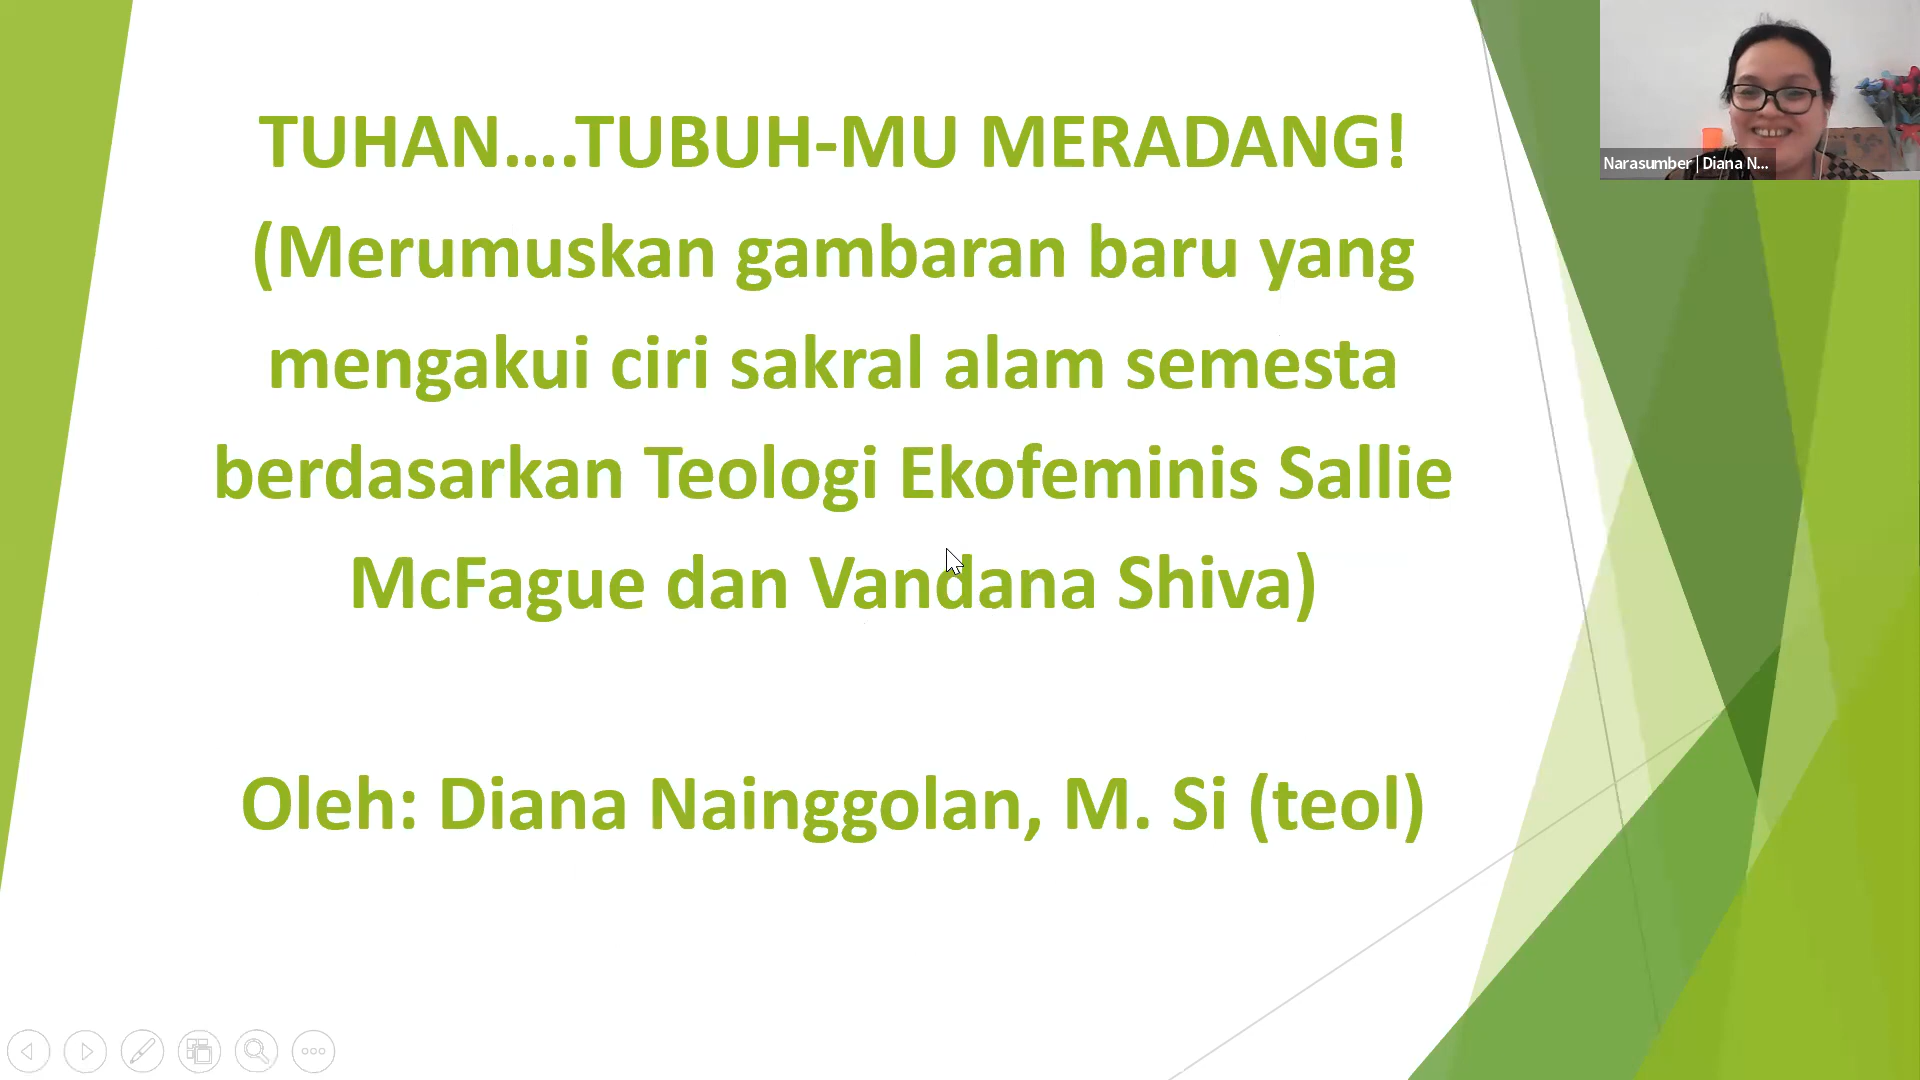 TUHAN....TUBUH-MU MERADANG!
(Merumuskan gambaran baru yang
mengakui ciri sakral alam semesta
berdasarkan Teologi Ekofeminis Sallie
McFague dan Vandana Shiva)
Oleh: Diana Nainggolan, M. Si (teol)
Narasumber | Diana N...